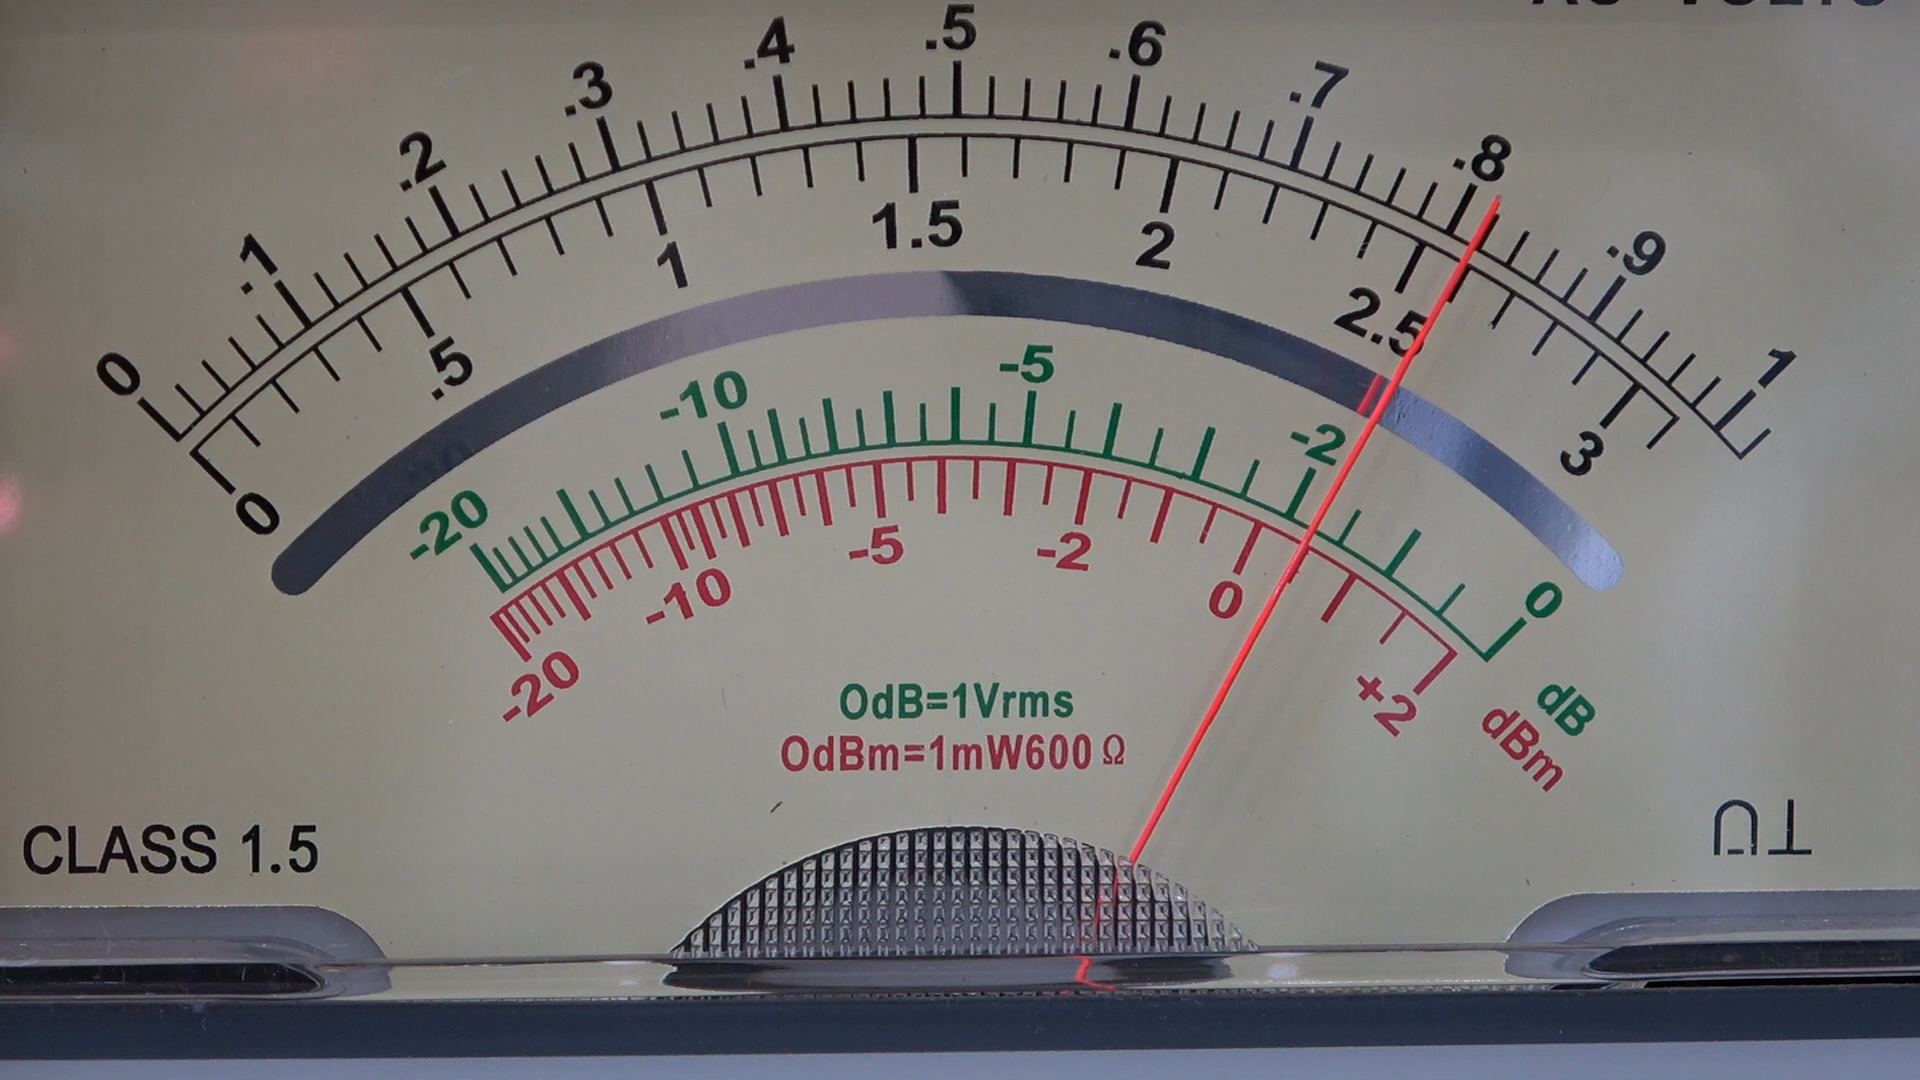 0 .1 .2 .3 .4 .5 .6 .7 .8 .9 1
0 .5 1 1.5 2 2.5 3
-20 -10 -5 -2 0 dB
-20 -10 -5 -2 0 +2 dBm
0dB=1Vrms
0dBm=1mW600Ω
CLASS 1.5